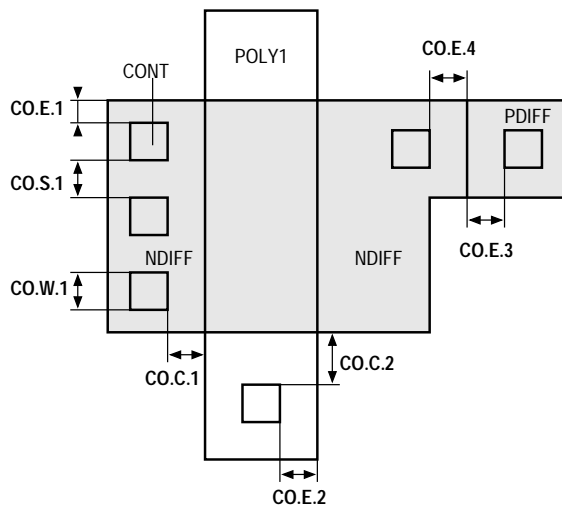 CO.E.4
POLY1
CONT
CO.E.1
PDIFF
CO.S.1
CO.E.3
NDIFF
NDIFF
CO.W.1
CO.C.2
CO.C.1
CO.E.2